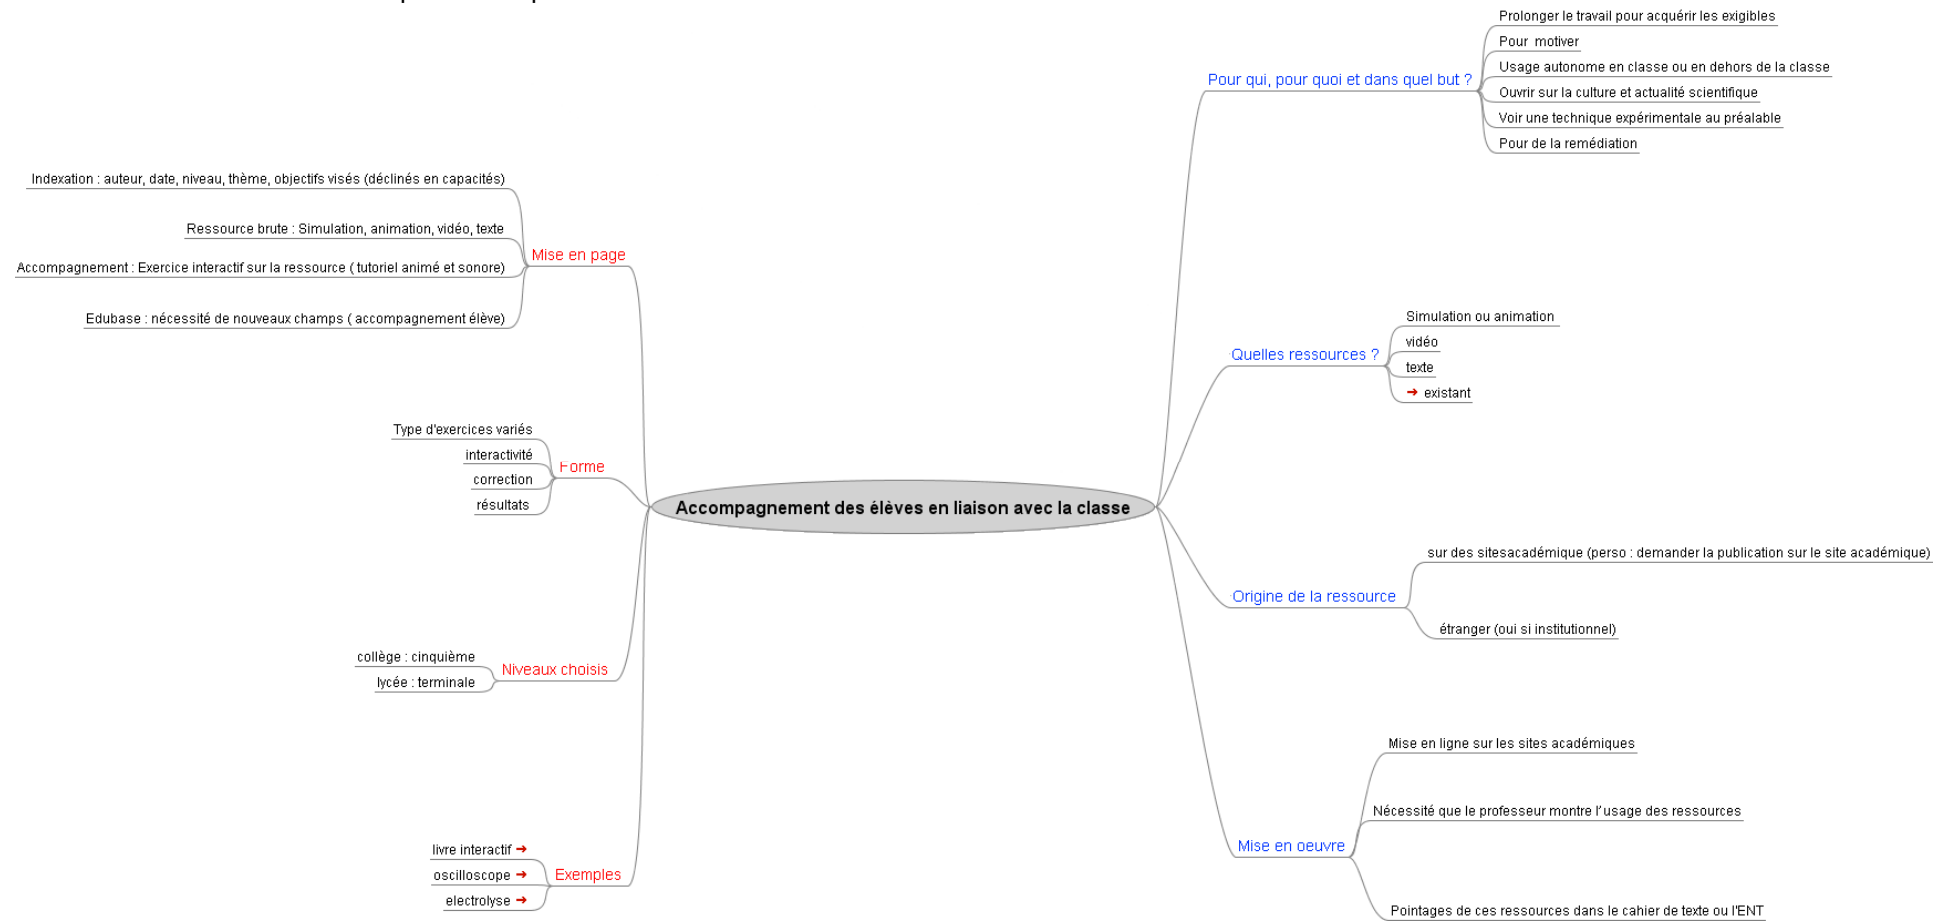 Accompagnement des élèves en liaison avec la classe
Pour qui, pour quoi et dans quel but ?
Prolonger le travail pour acquérir les exigibles
Pour motiver
Usage autonome en classe ou en dehors de la classe
Ouvrir sur la culture et actualité scientifique
Voir une technique expérimentale au préalable
Pour de la remédiation
Quelles ressources ?
Simulation ou animation
vidéo
texte
➜ existant
Origine de la ressource
sur des sitesacadémique (perso : demander la publication sur le site académique)
étranger (oui si institutionnel)
Mise en oeuvre
Mise en ligne sur les sites académiques
Nécessité que le professeur montre l'usage des ressources
Pointages de ces ressources dans le cahier de texte ou l'ENT
Mise en page
Indexation : auteur, date, niveau, thème, objectifs visés (déclinés en capacités)
Ressource brute : Simulation, animation, vidéo, texte
Accompagnement : Exercice interactif sur la ressource ( tutoriel animé et sonore)
Edubase : nécessité de nouveaux champs ( accompagnement élève)
Forme
Type d'exercices variés
interactivité
correction
résultats
Niveaux choisis
collège : cinquième
lycée : terminale
Exemples
livre interactif ➜
oscilloscope ➜
electrolyse ➜